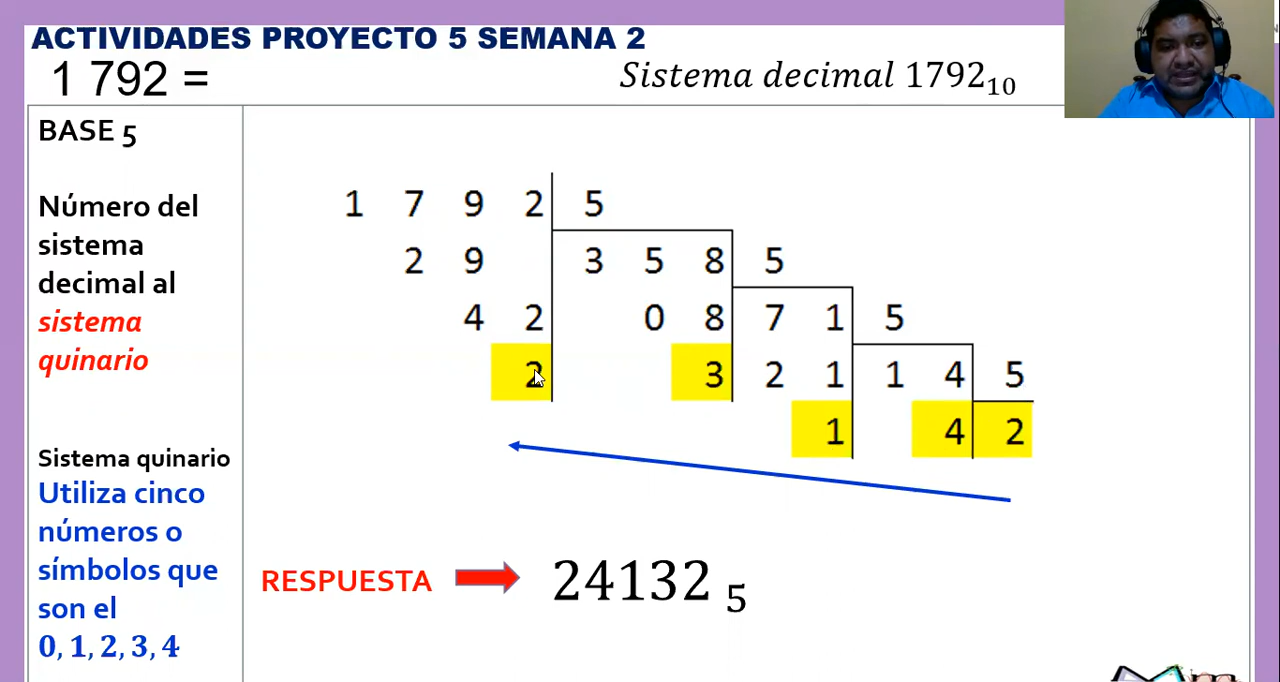 ACTIVIDADES PROYECTO 5 SEMANA 2
1 792 =
Sistema decimal 1792₁₀
BASE 5
Número del
sistema
decimal al
sistema
quinario
Sistema quinario
Utiliza cinco
números o
símbolos que
son el
0, 1, 2, 3, 4
1 7 9 2 5
2 9 3 5 8 5
4 2 0 8 7 1 5
2 3 2 1 1 4 5
1 4 2
RESPUESTA 24132 ₅